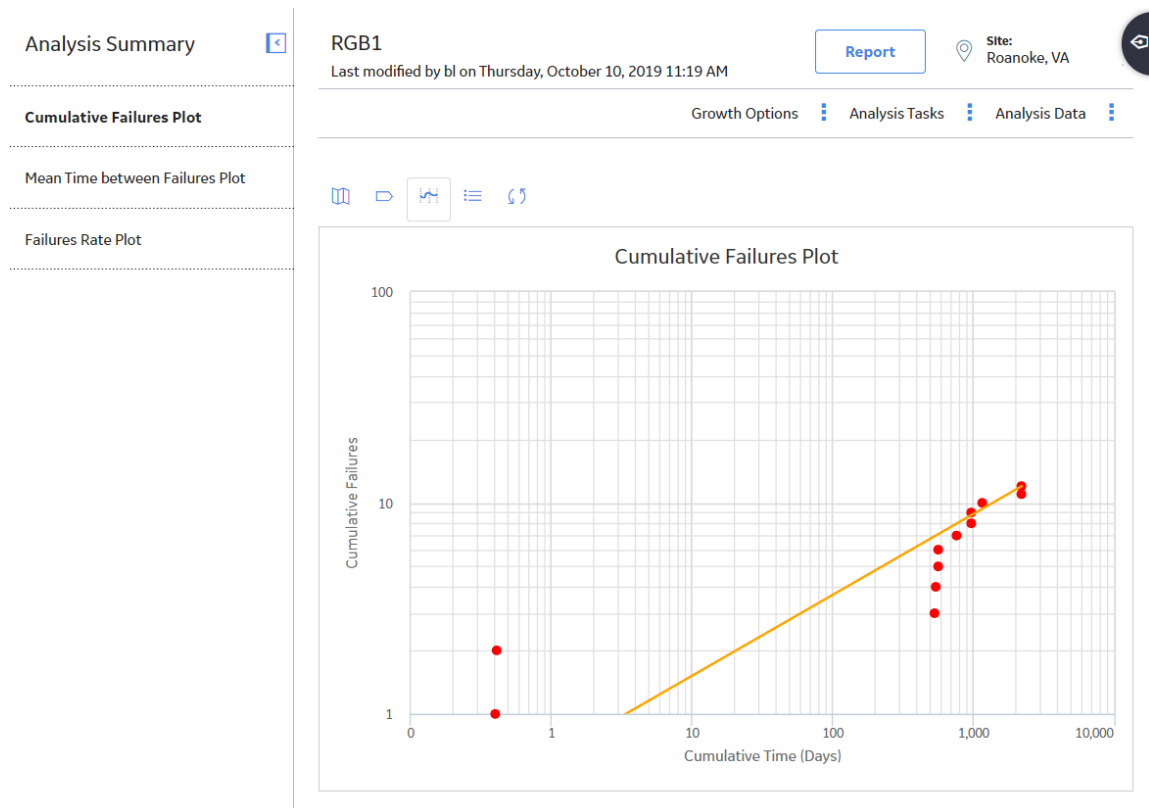 Analysis Summary
Cumulative Failures Plot
Mean Time between Failures Plot
Failures Rate Plot
RGB1
Last modified by bl on Thursday, October 10, 2019 11:19 AM
Report
Site:
Roanoke, VA
Growth Options
Analysis Tasks
Analysis Data
Cumulative Failures Plot
100
10
1
Cumulative Failures
0 1 10 100 1,000 10,000
Cumulative Time (Days)